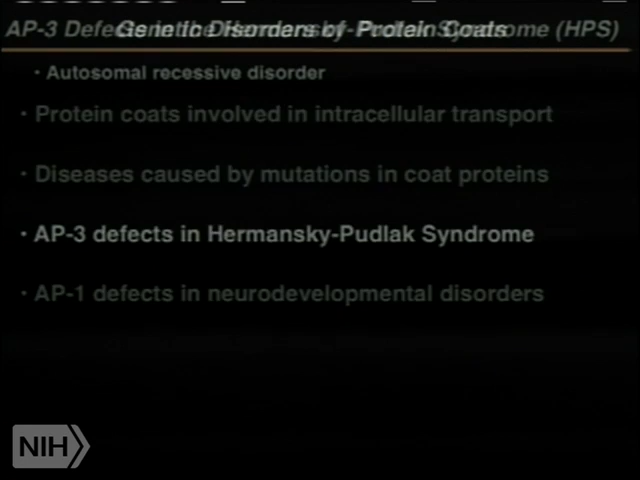 AP-3 Defects in the Hermansky-Pudlak Syndrome (HPS)
Genetic Disorders of Protein Coats
· Autosomal recessive disorder
· Protein coats involved in intracellular transport
· Diseases caused by mutations in coat proteins
· AP-3 defects in Hermansky-Pudlak Syndrome
· AP-1 defects in neurodevelopmental disorders
NIH